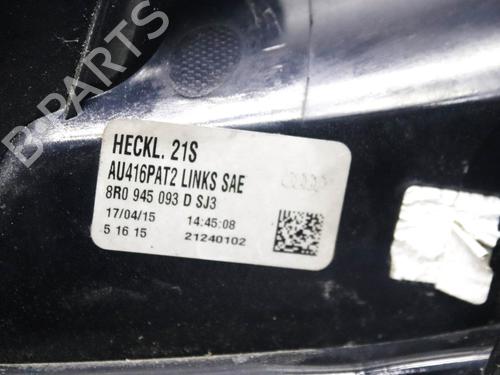 B-PARTS
HECKL. 21S
AU416PAT2 LINKS SAE
8R0 945 093 D SJ3
17/04/15 14:45:08
5 16 15 21240102